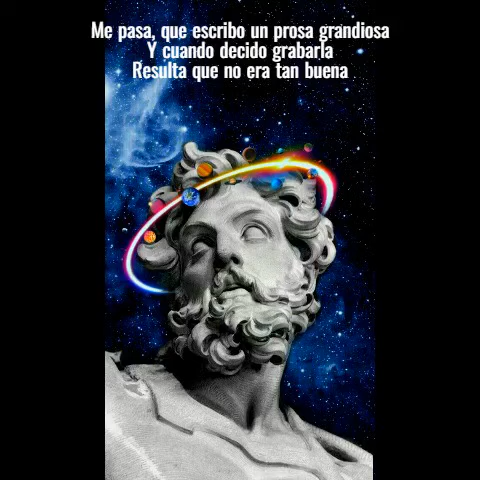 Me pasa, que escribo un prosa grandiosa
Y cuando decido grabarla
Resulta que no era tan buena